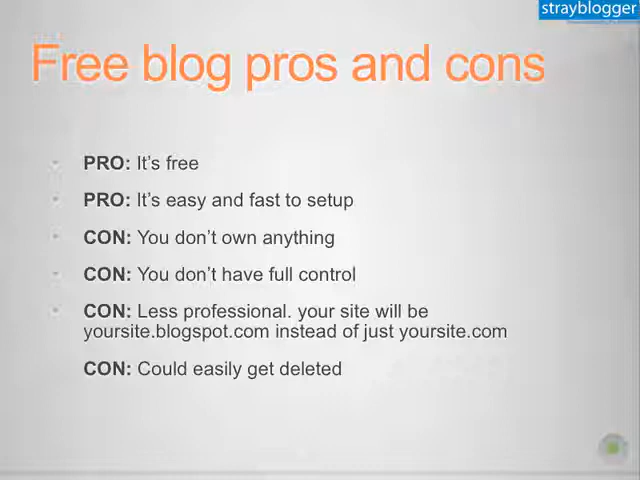 strayblogger
Free blog pros and cons
PRO: It's free
PRO: It's easy and fast to setup
CON: You don't own anything
CON: You don't have full control
CON: Less professional. your site will be
yoursite.blogspot.com instead of just yoursite.com
CON: Could easily get deleted